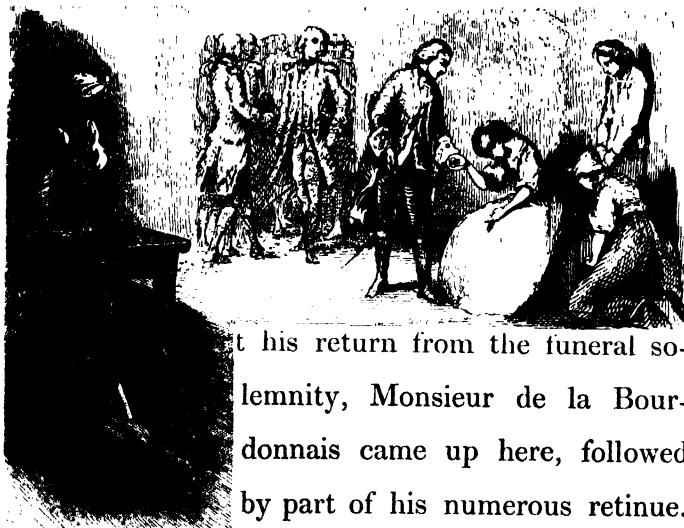 t his return from the funeral so-
lemnity, Monsieur de la Bour-
donnais came up here, followed
by part of his numerous retinue.